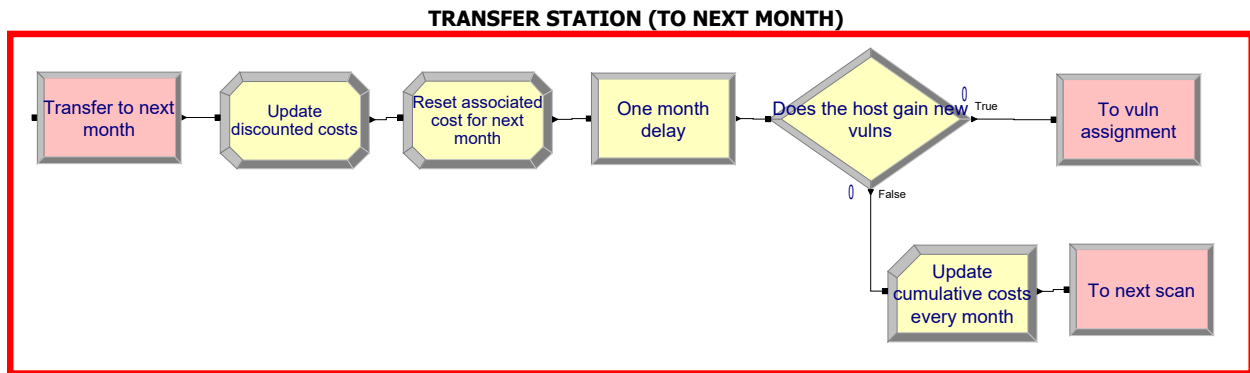 TRANSFER STATION (TO NEXT MONTH)
Transfer to next
month
Update
discounted costs
Reset associated
cost for next
month
One month
delay
Does the host gain new
vulns
0
True
To vuln
assignment
0
False
Update
cumulative costs
every month
To next scan